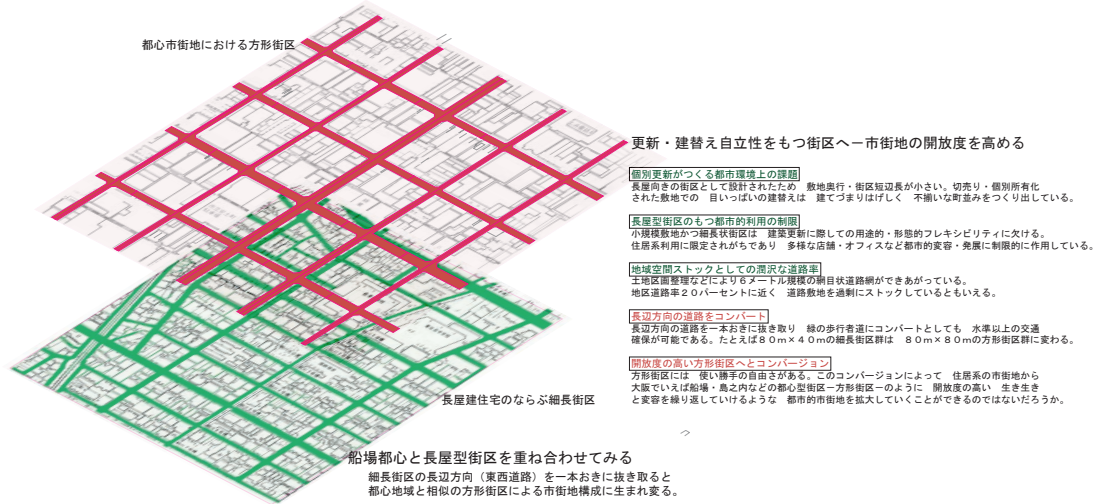 都心市街地における方形街区
更新・建替え自立性をもつ街区へ－市街地の開放度を高める
個別更新がつくる都市環境上の課題
長屋向きの街区として設計されたため　敷地奥行・街区短辺長が小さい。切売り・個別所有化
された敷地での　目いっぱいの建替えは　建てづまりはげしく　不揃いな町並みをつくり出している。
長屋型街区のもつ都市的利用の制限
小規模敷地かつ細長状街区は　建築更新に際しての用途的・形態的フレキシビリティに欠ける。
住居系利用に限定されがちであり　多様な店舗・オフィスなど都市的変容・発展に制限的に作用している。
地域空間ストックとしての潤沢な道路率
土地区画整理などにより６メートル規模の網目状道路網ができあがっている。
地区道路率２０パーセントに近く　道路敷地を過剰にストックしているともいえる。
長辺方向の道路をコンバート
長辺方向の道路を一本おきに抜き取り　緑の歩行者道にコンバートとしても　水準以上の交通
確保が可能である。たとえば８０ｍ×４０ｍの細長街区群は　８０ｍ×８０ｍの方形街区群に変わる。
開放度の高い方形街区へとコンバージョン
方形街区には　使い勝手の自由さがある。このコンバージョンによって　住居系の市街地から
大阪でいえば船場・島之内などの都心型街区－方形街区－のように　開放度の高い　生き生き
と変容を繰り返していけるような　都市的市街地を拡大していくことができるのではないだろうか。
長屋建住宅のならぶ細長街区
船場都心と長屋型街区を重ね合わせてみる
細長街区の長辺方向（東西道路）を一本おきに抜き取ると
都心地域と相似の方形街区による市街地構成に生まれ変る。